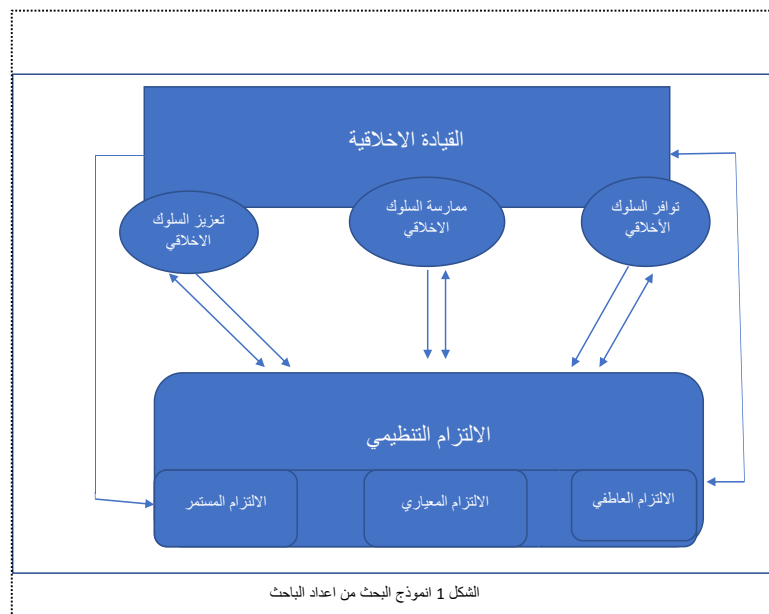 القيادة الاخلاقية
توافر السلوك
الأخلاقي
ممارسة السلوك
الاخلاقي
تعزيز السلوك
الاخلاقي
الالتزام التنظيمي
الالتزام العاطفي
الالتزام المعياري
الالتزام المستمر
الشكل 1 انموذج البحث من اعداد الباحث